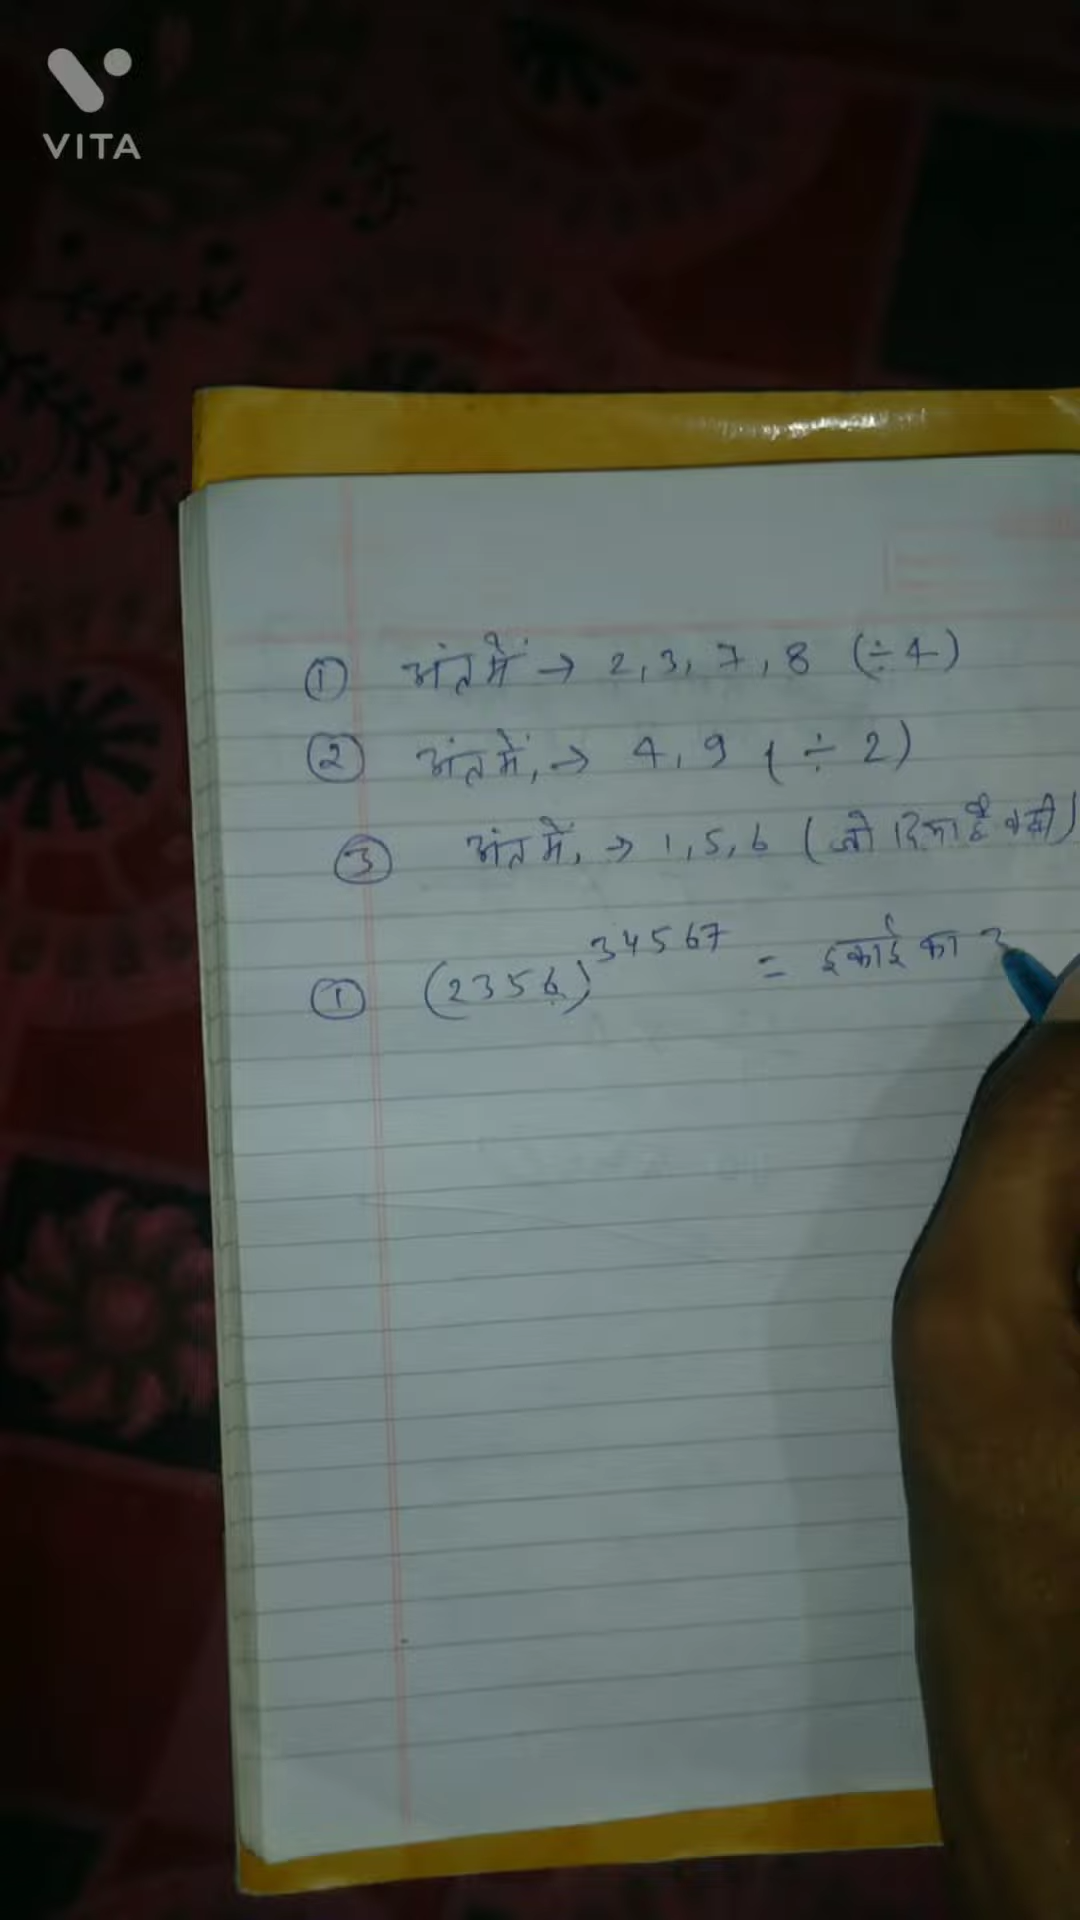 VITA
① अंत में → 2, 3, 7, 8 (÷4)
② अंत में, → 4, 9 (÷ 2)
③ अंत में, → 1, 5, 6 (जो दिया है वही)
① (2356)^34567 = इकाई का